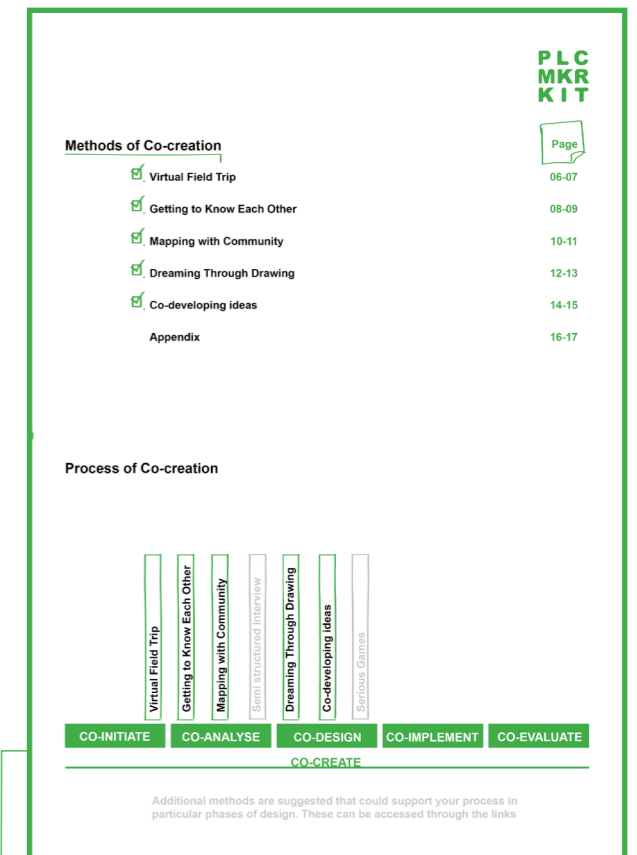 PLC
MKR
KIT
Methods of Co-creation
Page
Virtual Field Trip
06-07
Getting to Know Each Other
08-09
Mapping with Community
10-11
Dreaming Through Drawing
12-13
Co-developing ideas
14-15
Appendix
16-17
Process of Co-creation
Virtual Field Trip
Getting to Know Each Other
Mapping with Community
Semi structured Interview
Dreaming Through Drawing
Co-developing ideas
Serious Games
CO-INITIATE
CO-ANALYSE
CO-DESIGN
CO-IMPLEMENT
CO-EVALUATE
CO-CREATE
Additional methods are suggested that could support your process in
particular phases of design. These can be accessed through the links